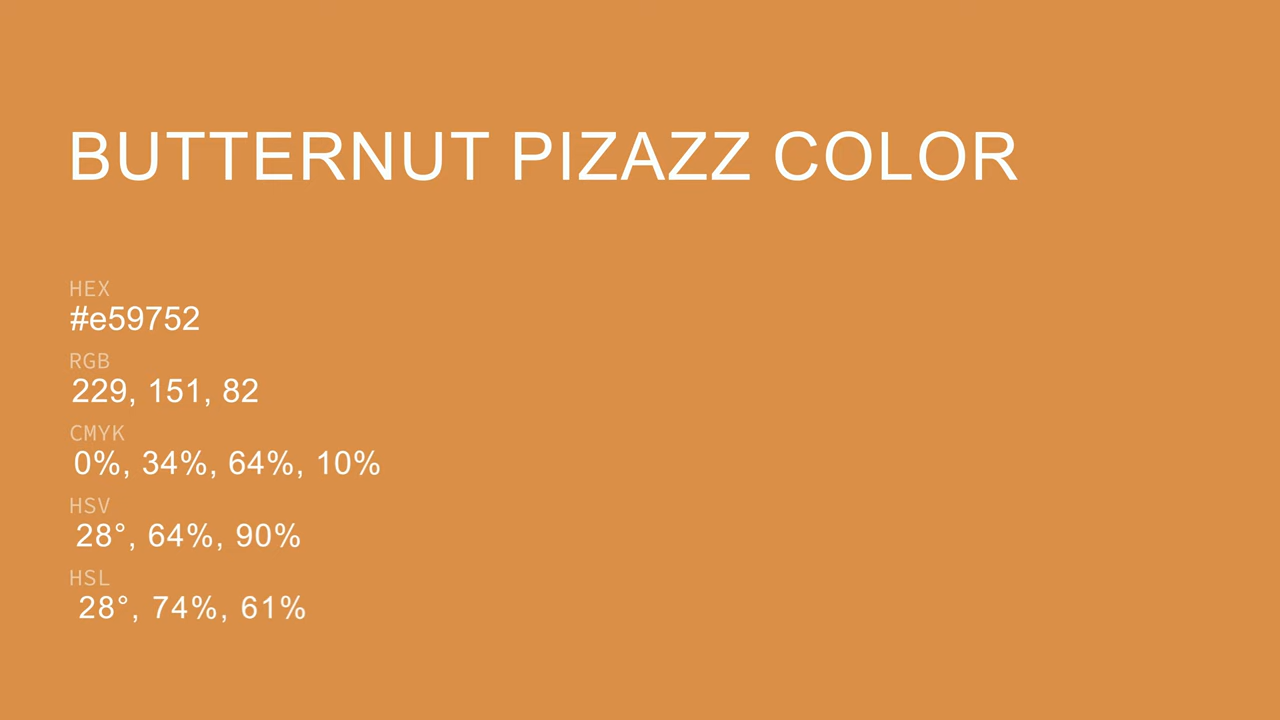 BUTTERNUT PIZAZZ COLOR
HEX
#e59752
RGB
229, 151, 82
CMYK
0%, 34%, 64%, 10%
HSV
28°, 64%, 90%
HSL
28°, 74%, 61%